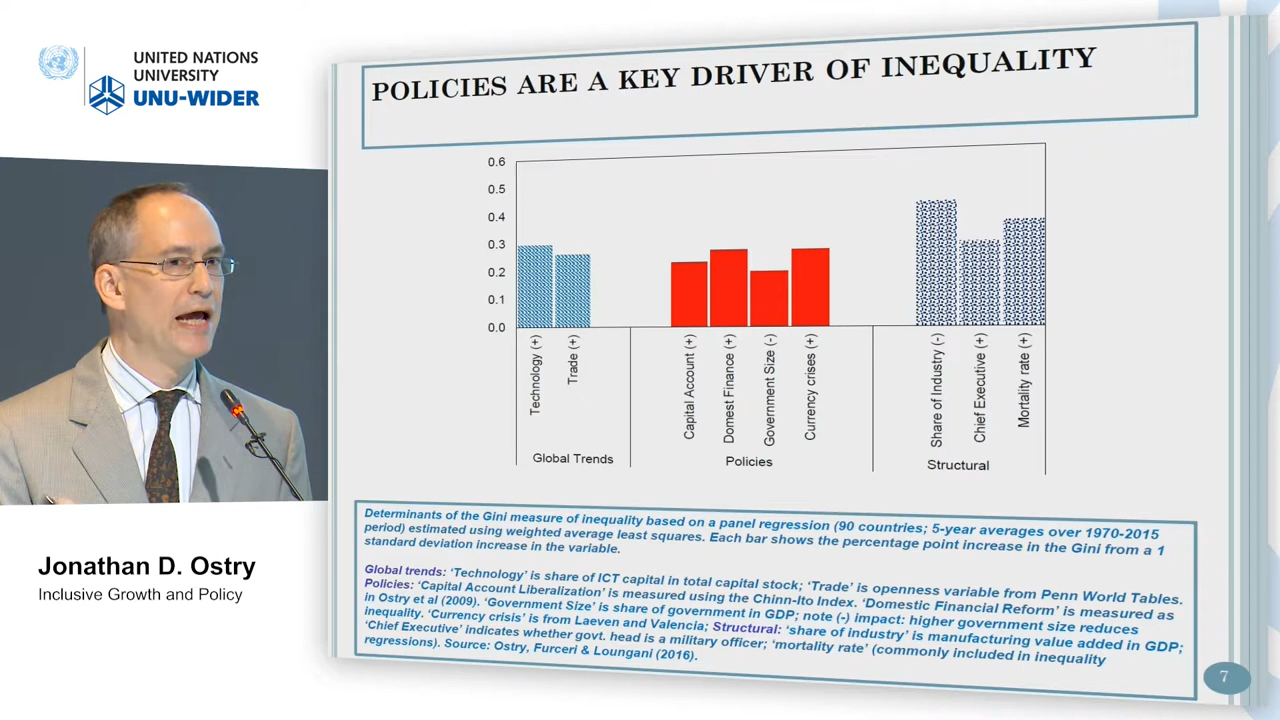 UNITED NATIONS
UNIVERSITY
UNU-WIDER
POLICIES ARE A KEY DRIVER OF INEQUALITY
0.6
0.5
0.4
0.3
0.2
0.1
0.0
Technology (+)
Trade (+)
Capital Account (+)
Domest Finance (+)
Government Size (-)
Currency crises (+)
Share of Industry (-)
Chief Executive (+)
Mortality rate (+)
Global Trends
Policies
Structural
Determinants of the Gini measure of inequality based on a panel regression (90 countries; 5-year averages over 1970-2015
period) estimated using weighted average least squares. Each bar shows the percentage point increase in the Gini from a 1
standard deviation increase in the variable.
Global trends: ‘Technology’ is share of ICT capital in total capital stock; ‘Trade’ is openness variable from Penn World Tables.
Policies: ‘Capital Account Liberalization’ is measured using the Chinn-Ito Index. ‘Domestic Financial Reform’ is measured as
in Ostry et al (2009). ‘Government Size’ is share of government in GDP; note (-) impact: higher government size reduces
inequality. ‘Currency crisis’ is from Laeven and Valencia; Structural: ‘share of industry’ is manufacturing value added in GDP;
‘Chief Executive’ indicates whether govt. head is a military officer; ‘mortality rate’ (commonly included in inequality
regressions). Source: Ostry, Furceri & Loungani (2016).
7
Jonathan D. Ostry
Inclusive Growth and Policy